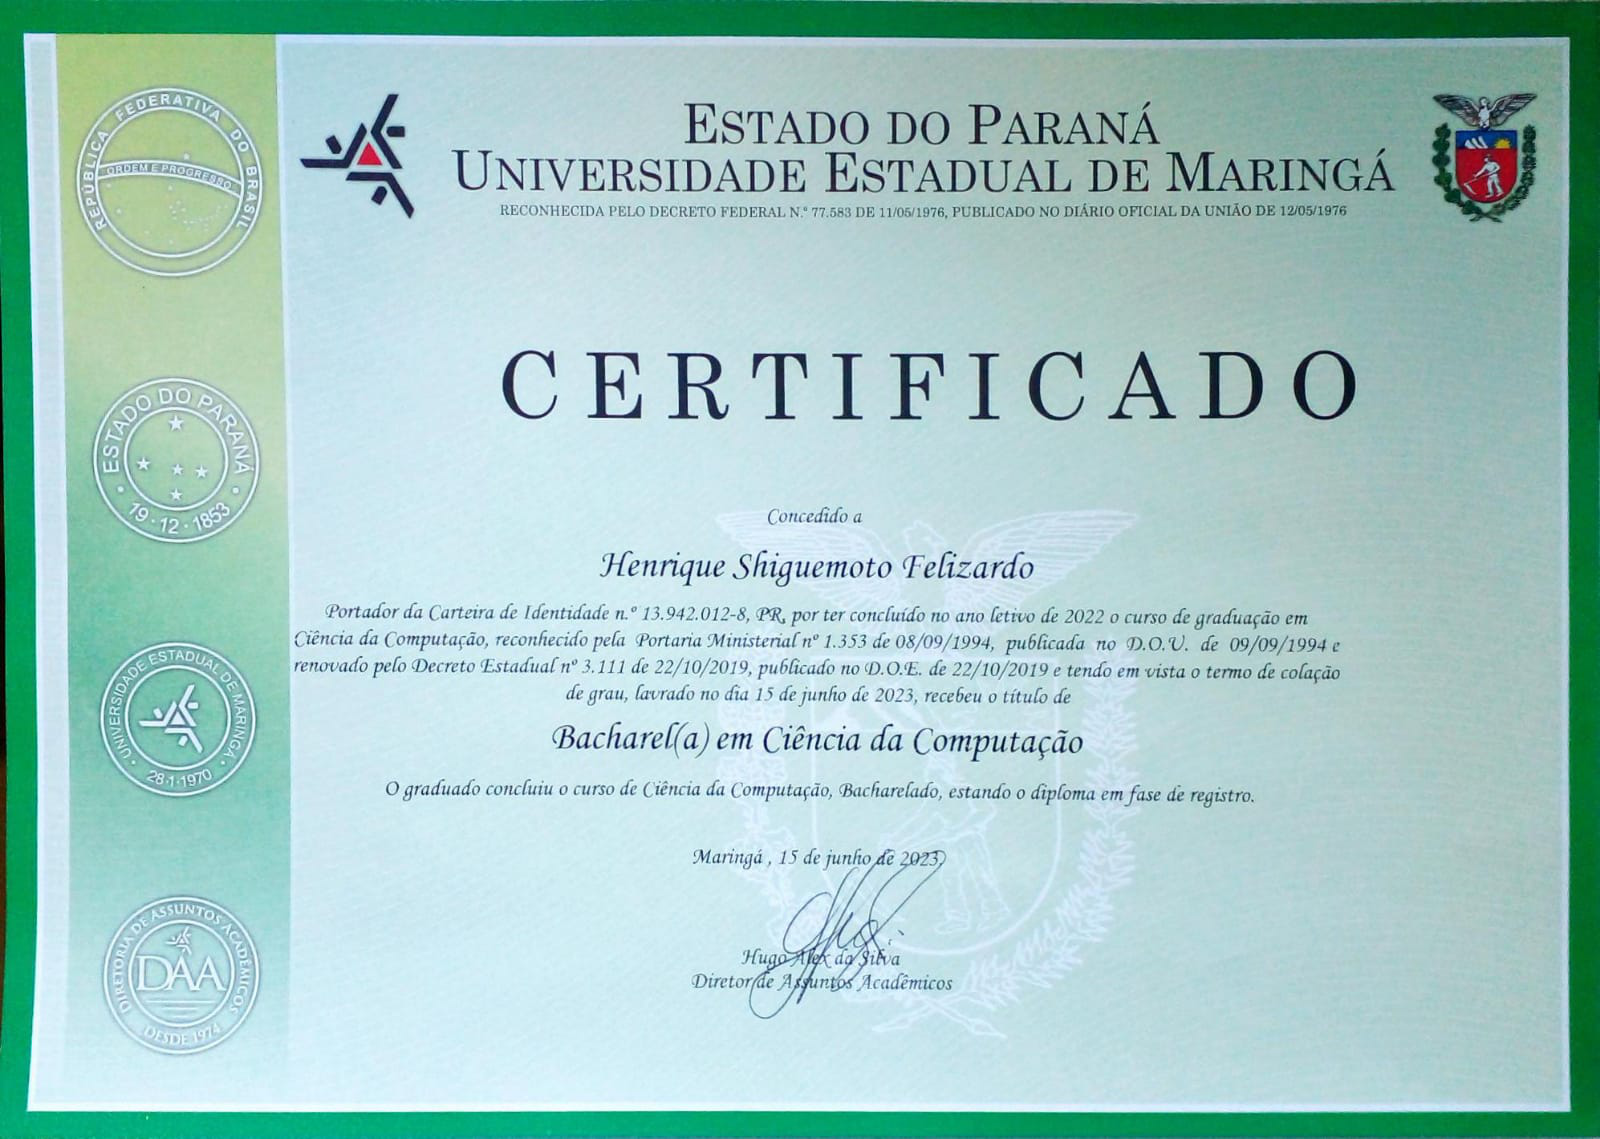 REPÚBLICA FEDERATIVA DO BRASIL
ORDEM E PROGRESSO
ESTADO DO PARANÁ
19·12·1853
UNIVERSIDADE ESTADUAL DE MARINGÁ
28·1·1970
DIRETORIA DE ASSUNTOS ACADÊMICOS
DAA
DESDE 1974
ESTADO DO PARANÁ
UNIVERSIDADE ESTADUAL DE MARINGÁ
RECONHECIDA PELO DECRETO FEDERAL N.º 77.583 DE 11/05/1976, PUBLICADO NO DIÁRIO OFICIAL DA UNIÃO DE 12/05/1976
CERTIFICADO
Concedido a
Henrique Shiguemoto Felizardo
Portador da Carteira de Identidade n.º 13.942.012-8, PR, por ter concluído no ano letivo de 2022 o curso de graduação em
Ciência da Computação, reconhecido pela Portaria Ministerial nº 1.353 de 08/09/1994, publicada no D.O.U. de 09/09/1994 e
renovado pelo Decreto Estadual nº 3.111 de 22/10/2019, publicado no D.O.E. de 22/10/2019 e tendo em vista o termo de colação
de grau, lavrado no dia 15 de junho de 2023, recebeu o título de
Bacharel(a) em Ciência da Computação
O graduado concluiu o curso de Ciência da Computação, Bacharelado, estando o diploma em fase de registro.
Maringá , 15 de junho de 2023
Hugo Alex da Silva
Diretor de Assuntos Acadêmicos